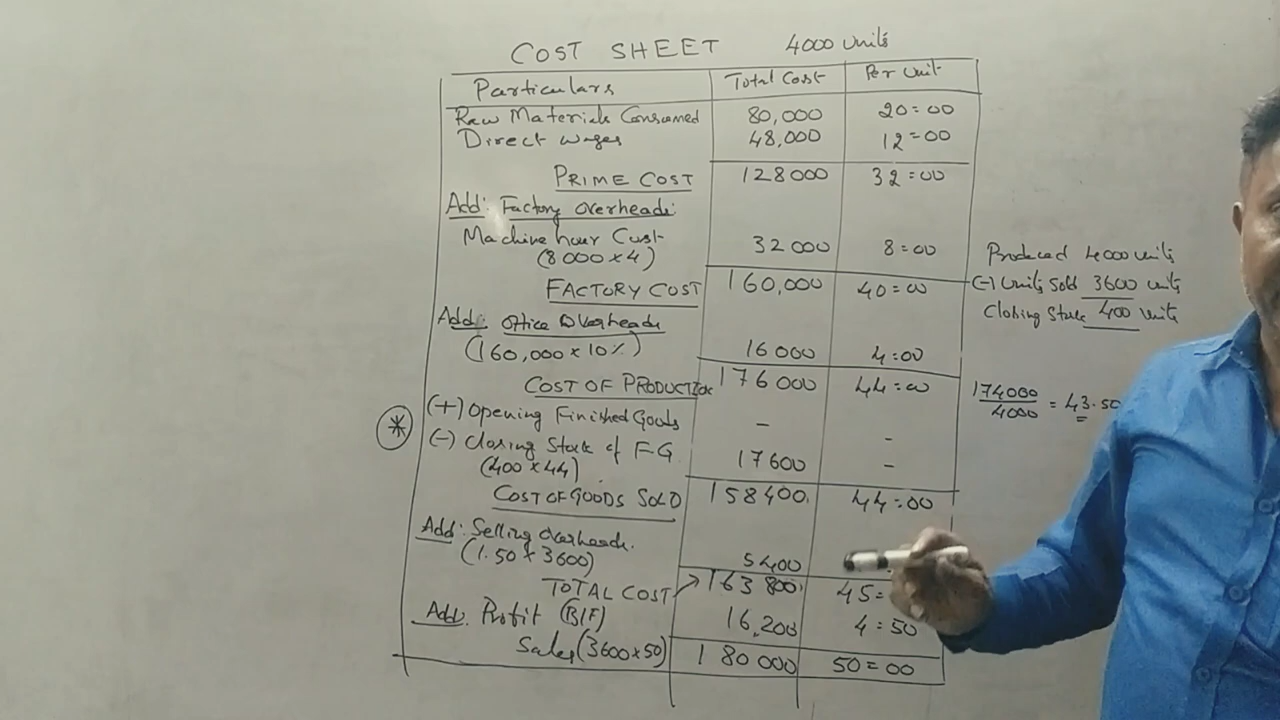 COST SHEET 4000 Units
Particulars Total Cost Per Unit
Raw Materials Consumed 80,000 20=00
Direct Wages 48,000 12=00
PRIME COST 128000 32=00
Add: Factory Overheads:
Machine hour Cost 32000 8=00
(8000×4)
FACTORY COST 160,000 40=00
Add: Office Overheads
(160,000×10%) 16000 4=00
COST OF PRODUCTION 176000 44=00
(+) Opening Finished Goods - -
(-) Closing Stock of F.G 17600 -
(400×44)
COST OF GOODS SOLD 158400 44=00
Add: Selling Overheads.
(1.50×3600) 5400
TOTAL COST → 163800 45=
Add: Profit (B/F) 16,200 4=50
Sales (3600×50) 180000 50=00
Produced 4000 units
(-) Units Sold 3600 units
Closing Stock 400 Units
174000/4000 = 43.50
*